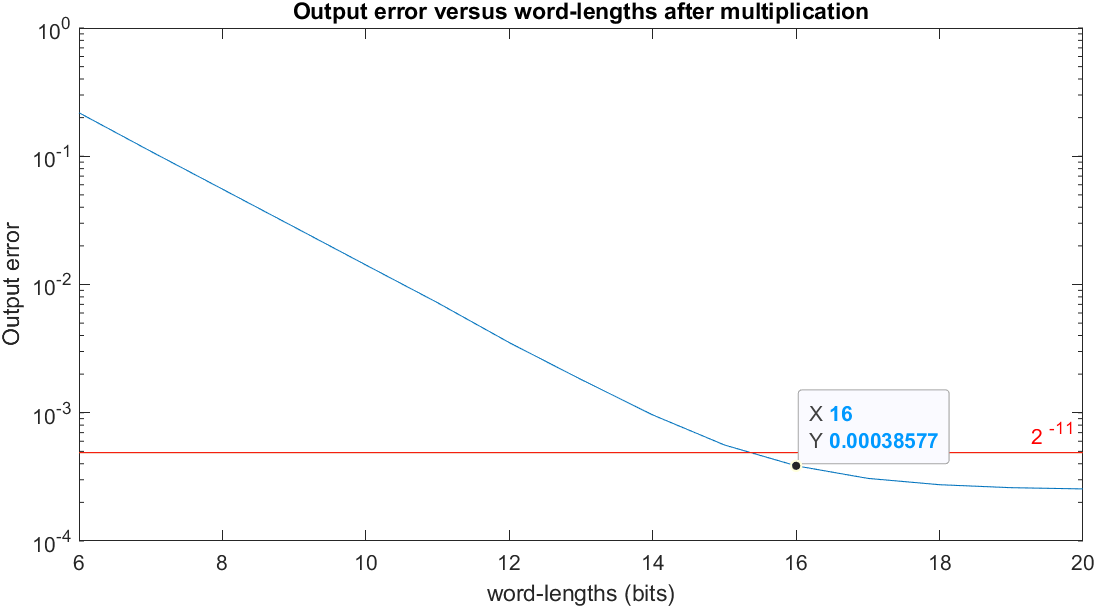 Output error versus word-lengths after multiplication
10^0
10^-1
10^-2
10^-3
10^-4
Output error
X 16
Y 0.00038577
2^-11
6 8 10 12 14 16 18 20
word-lengths (bits)